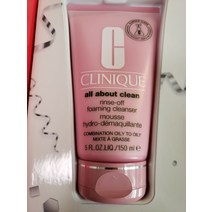 C
CLINIQUE
all about clean
rinse-off
foaming cleanser
mousse
hydro-démaquillante
COMBINATION OILY TO OILY
MIXTE À GRASSE
5 FL.OZ.LIQ./150 ml e